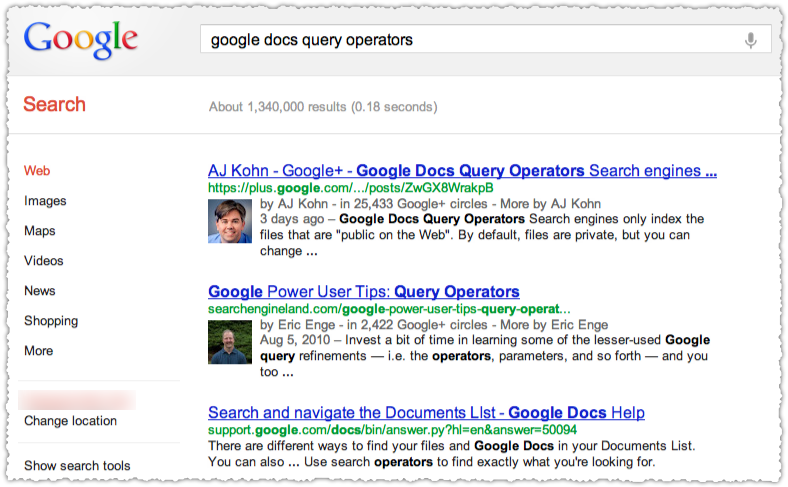 Google
google docs query operators
Search
About 1,340,000 results (0.18 seconds)
Web
Images
Maps
Videos
News
Shopping
More
Change location
Show search tools
AJ Kohn - Google+ - Google Docs Query Operators Search engines ...
https://plus.google.com/.../posts/ZwGX8WrakpB
by AJ Kohn - in 25,433 Google+ circles - More by AJ Kohn
3 days ago – Google Docs Query Operators Search engines only index the
files that are "public on the Web". By default, files are private, but you can
change ...
Google Power User Tips: Query Operators
searchengineland.com/google-power-user-tips-query-operat...
by Eric Enge - in 2,422 Google+ circles - More by Eric Enge
Aug 5, 2010 – Invest a bit of time in learning some of the lesser-used Google
query refinements — i.e. the operators, parameters, and so forth — and you
too ...
Search and navigate the Documents LIst - Google Docs Help
support.google.com/docs/bin/answer.py?hl=en&answer=50094
There are different ways to find your files and Google Docs in your Documents List.
You can also ... Use search operators to find exactly what you're looking for.